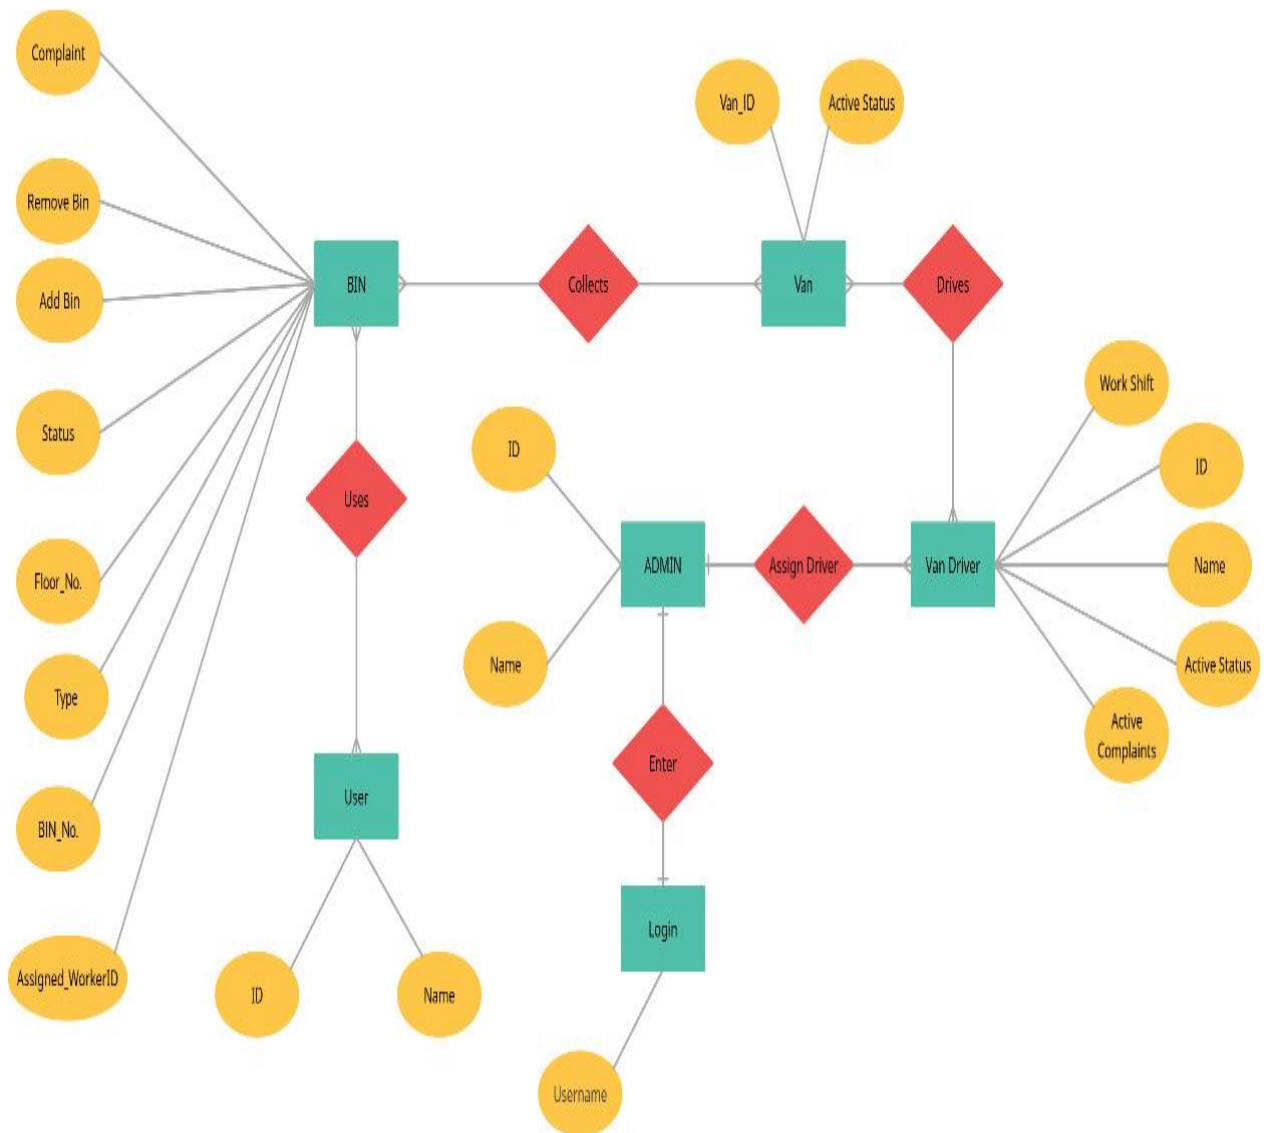 Complaint
Van_ID
Active Status
Remove Bin
Add Bin
BIN
Collects
Van
Drives
Work Shift
Status
ID
ID
Uses
Floor_No.
ADMIN
Assign Driver
Van Driver
Name
Name
Active Status
Type
Active
Complaints
Enter
User
BIN_No.
Login
Assigned_WorkerID
ID
Name
Username